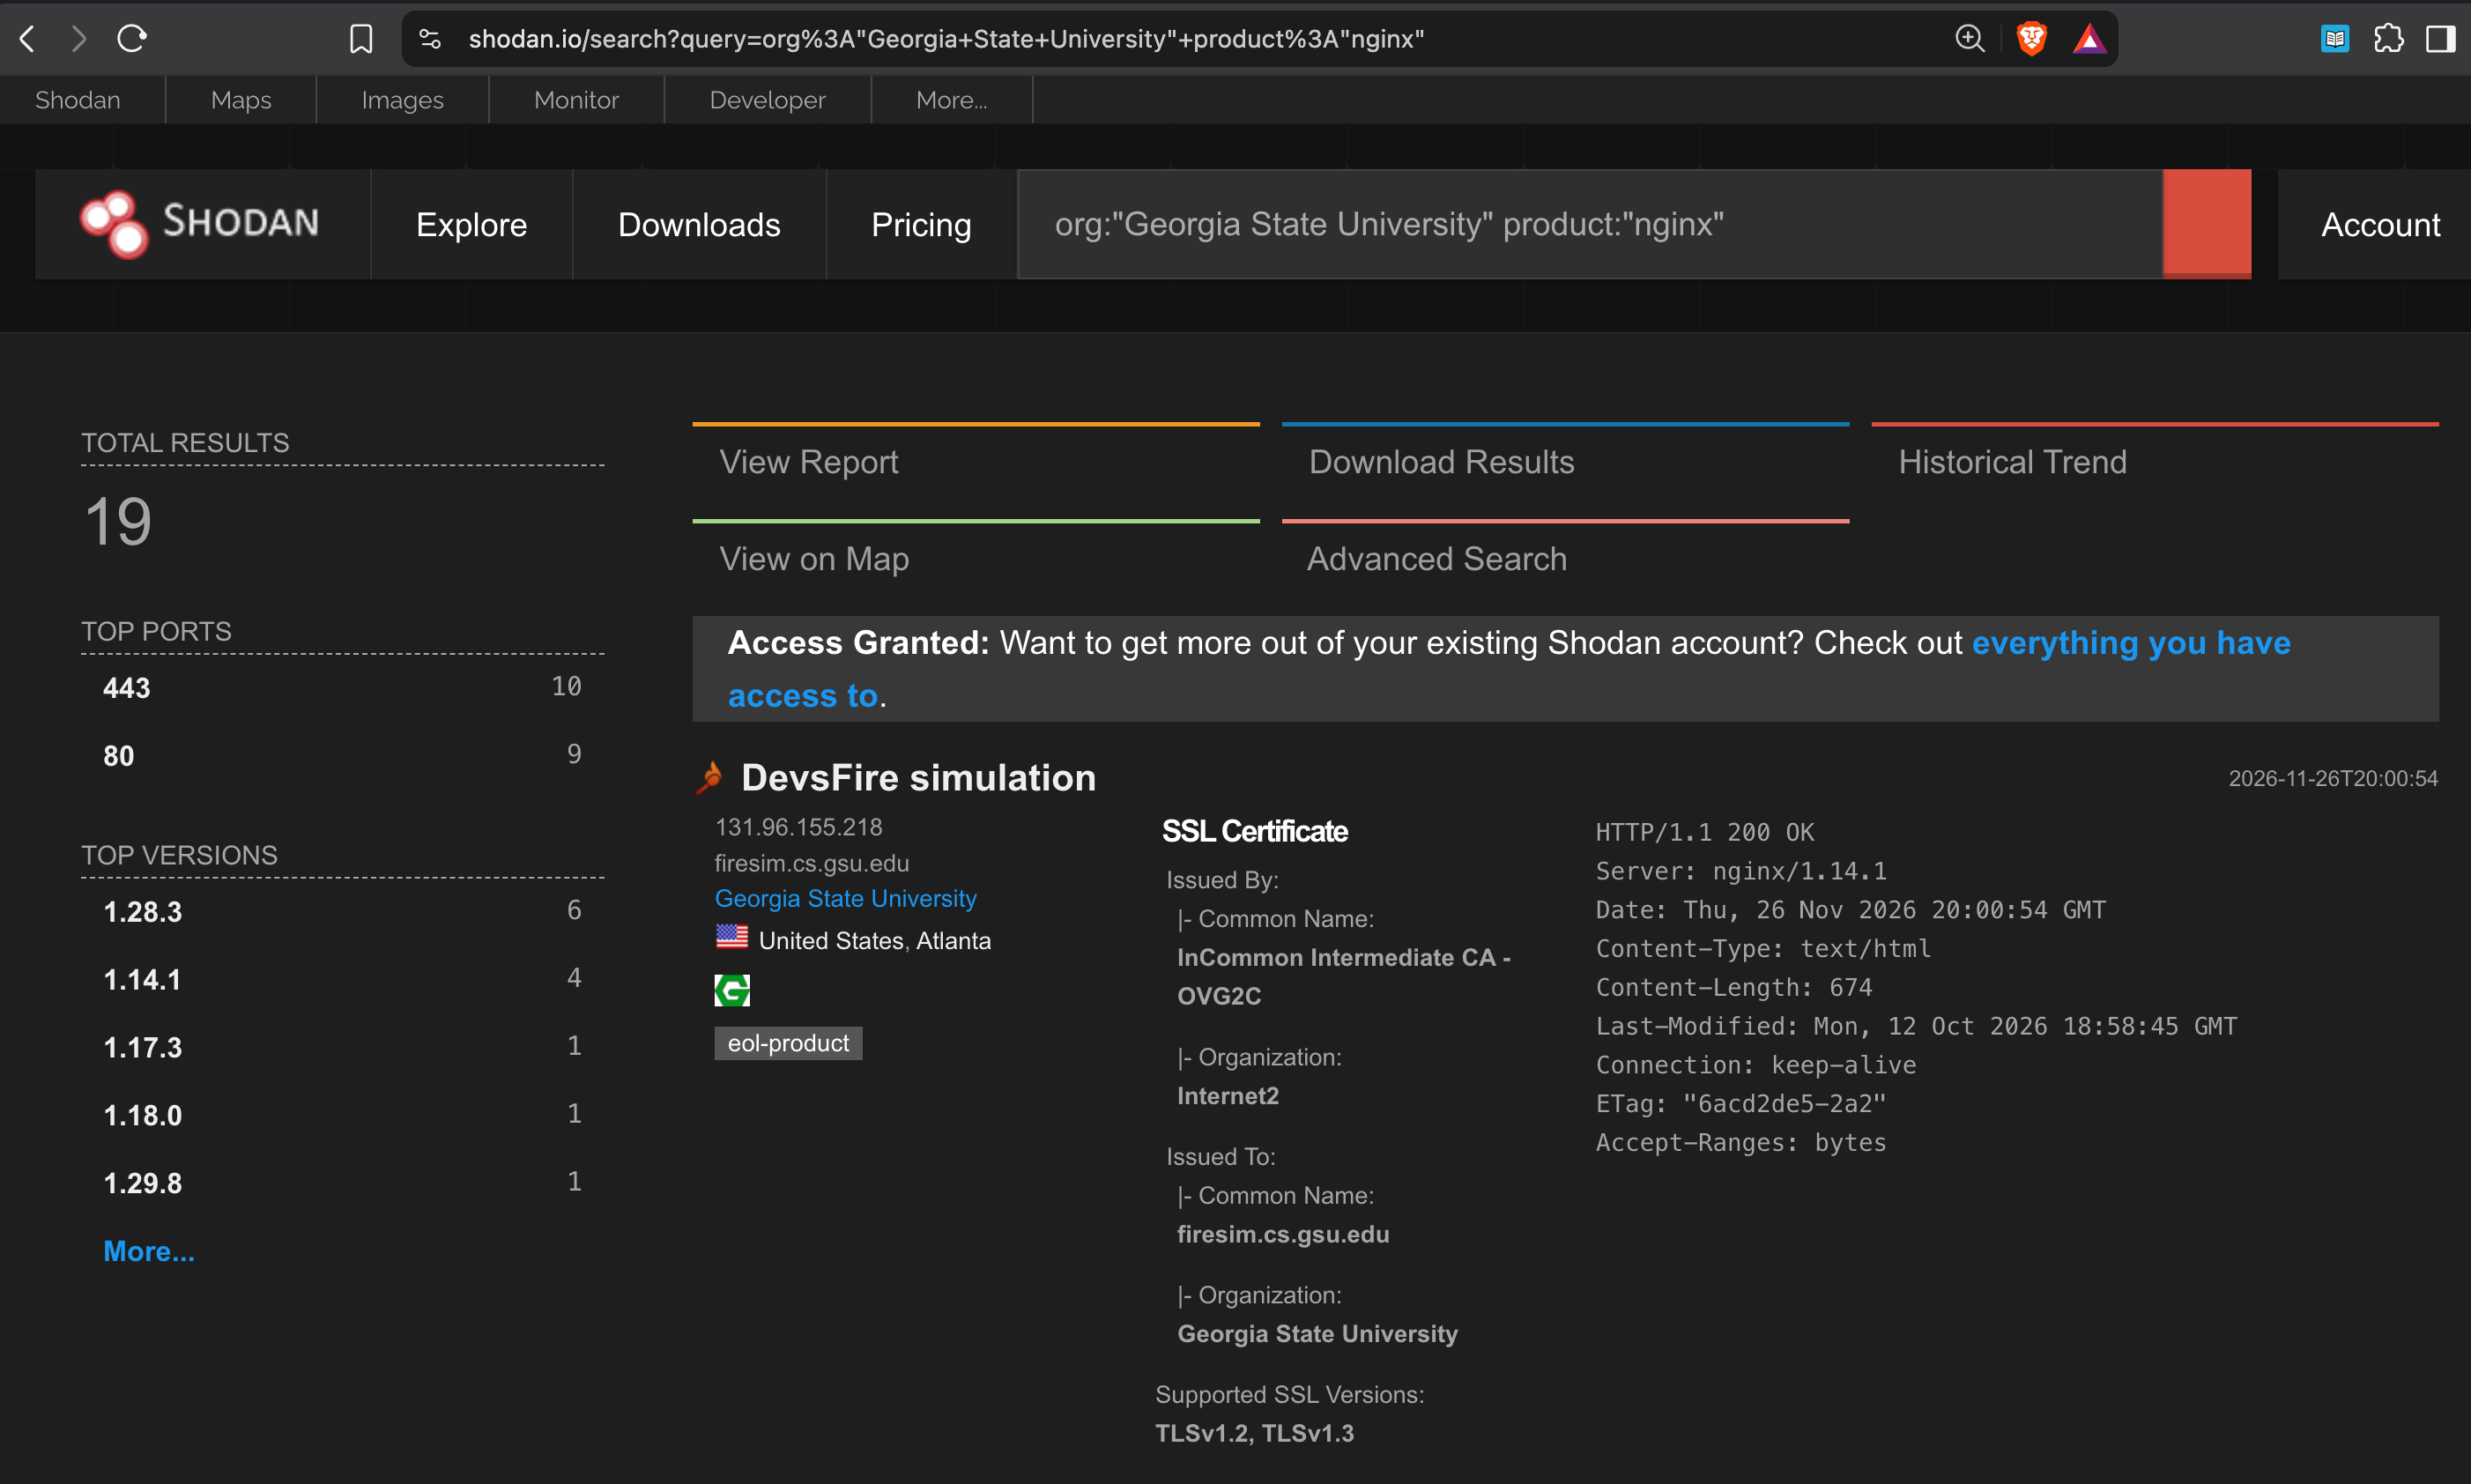 shodan.io/search?query=org%3A"Georgia+State+University"+product%3A"nginx"
Shodan
Maps
Images
Monitor
Developer
More...
SHODAN
Explore
Downloads
Pricing
org:"Georgia State University" product:"nginx"
Account
TOTAL RESULTS
19
TOP PORTS
443 10
80 9
TOP VERSIONS
1.28.3 6
1.14.1 4
1.17.3 1
1.18.0 1
1.29.8 1
More...
View Report
Download Results
Historical Trend
View on Map
Advanced Search
Access Granted: Want to get more out of your existing Shodan account? Check out everything you have
access to.
DevsFire simulation
2026-11-26T20:00:54
131.96.155.218
firesim.cs.gsu.edu
Georgia State University
United States, Atlanta
G
eol-product
SSL Certificate
Issued By:
|- Common Name:
InCommon Intermediate CA -
OVG2C
|- Organization:
Internet2
Issued To:
|- Common Name:
firesim.cs.gsu.edu
|- Organization:
Georgia State University
Supported SSL Versions:
TLSv1.2, TLSv1.3
HTTP/1.1 200 OK
Server: nginx/1.14.1
Date: Thu, 26 Nov 2026 20:00:54 GMT
Content-Type: text/html
Content-Length: 674
Last-Modified: Mon, 12 Oct 2026 18:58:45 GMT
Connection: keep-alive
ETag: "6acd2de5-2a2"
Accept-Ranges: bytes